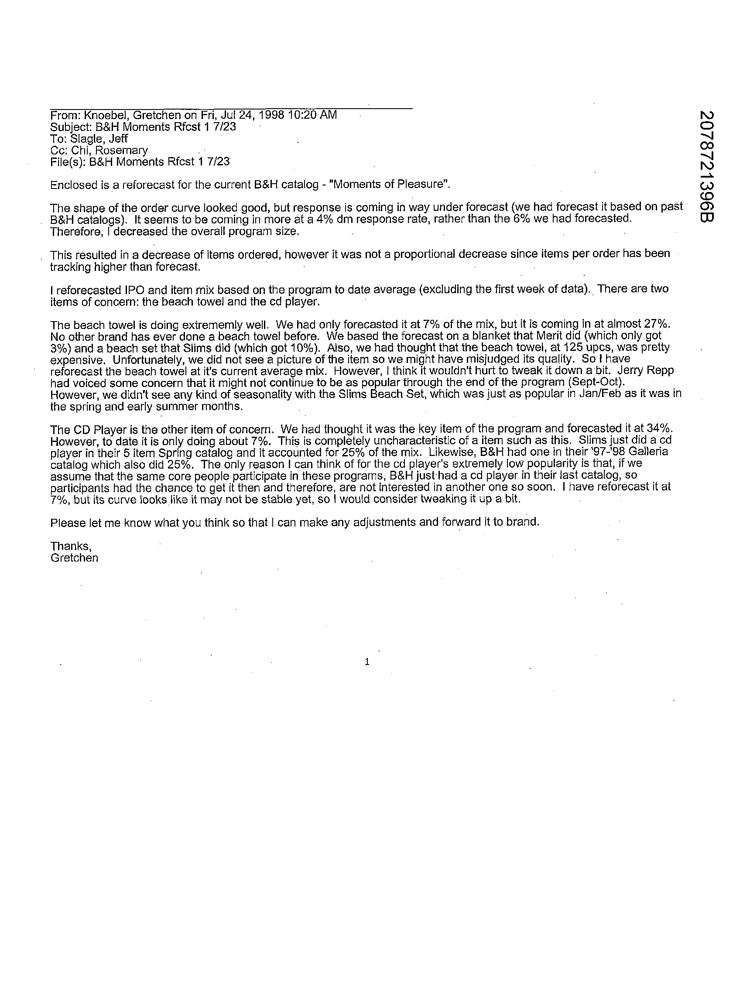 From: Knoebel, Gretchen on Fri, Jul 24, 1998 10:20 AM
Subject: B&H Moments Rfcst 1 7/23
To: Slagle, Jeff
Cc: Chi, Rosemary
File(s): B&H Moments Rfcst 1 7/23
Enclosed is a reforecast for the current B&H catalog - "Moments of Pleasure".
The shape of the order curve looked good, but response is coming in way under forecast (we had forecast it based on past
B&H catalogs). It seems to be coming in more at a 4% dm response rate, rather than the 6% we had forecasted.
Therefore, I decreased the overall program size.
This resulted in a decrease of items ordered, however it was not a proportional decrease since items per order has been
tracking higher than forecast.
I reforecasted IPO and item mix based on the program to date average (excluding the first week of data). There are two
items of concern: the beach towel and the cd player.
The beach towel is doing extrememly well. We had only forecasted it at 7% of the mix, but it is coming in at almost 27%.
No other brand has ever done a beach towel before. We based the forecast on a blanket that Merit did (which only got
3%) and a beach set that Slims did (which got 10%). Also, we had thought that the beach towel, at 125 upcs, was pretty
expensive. Unfortunately, we did not see a picture of the item so we might have misjudged its quality. So I have
reforecast the beach towel at it's current average mix. However, I think it wouldn't hurt to tweak it down a bit. Jerry Repp
had voiced some concern that it might not continue to be as popular through the end of the program (Sept-Oct).
However, we didn't see any kind of seasonality with the Slims Beach Set, which was just as popular in Jan/Feb as it was in
the spring and early summer months.
The CD Player is the other item of concern. We had thought it was the key item of the program and forecasted it at 34%.
However, to date it is only doing about 7%. This is completely uncharacteristic of a item such as this. Slims just did a cd
player in their 5 item Spring catalog and it accounted for 25% of the mix. Likewise, B&H had one in their '97-'98 Galleria
catalog which also did 25%. The only reason I can think of for the cd player's extremely low popularity is that, if we
assume that the same core people participate in these programs, B&H just had a cd player in their last catalog, so
participants had the chance to get it then and therefore, are not interested in another one so soon. I have reforecast it at
7%, but its curve looks like it may not be stable yet, so I would consider tweaking it up a bit.
Please let me know what you think so that I can make any adjustments and forward it to brand.
Thanks,
Gretchen
1
2078721396B